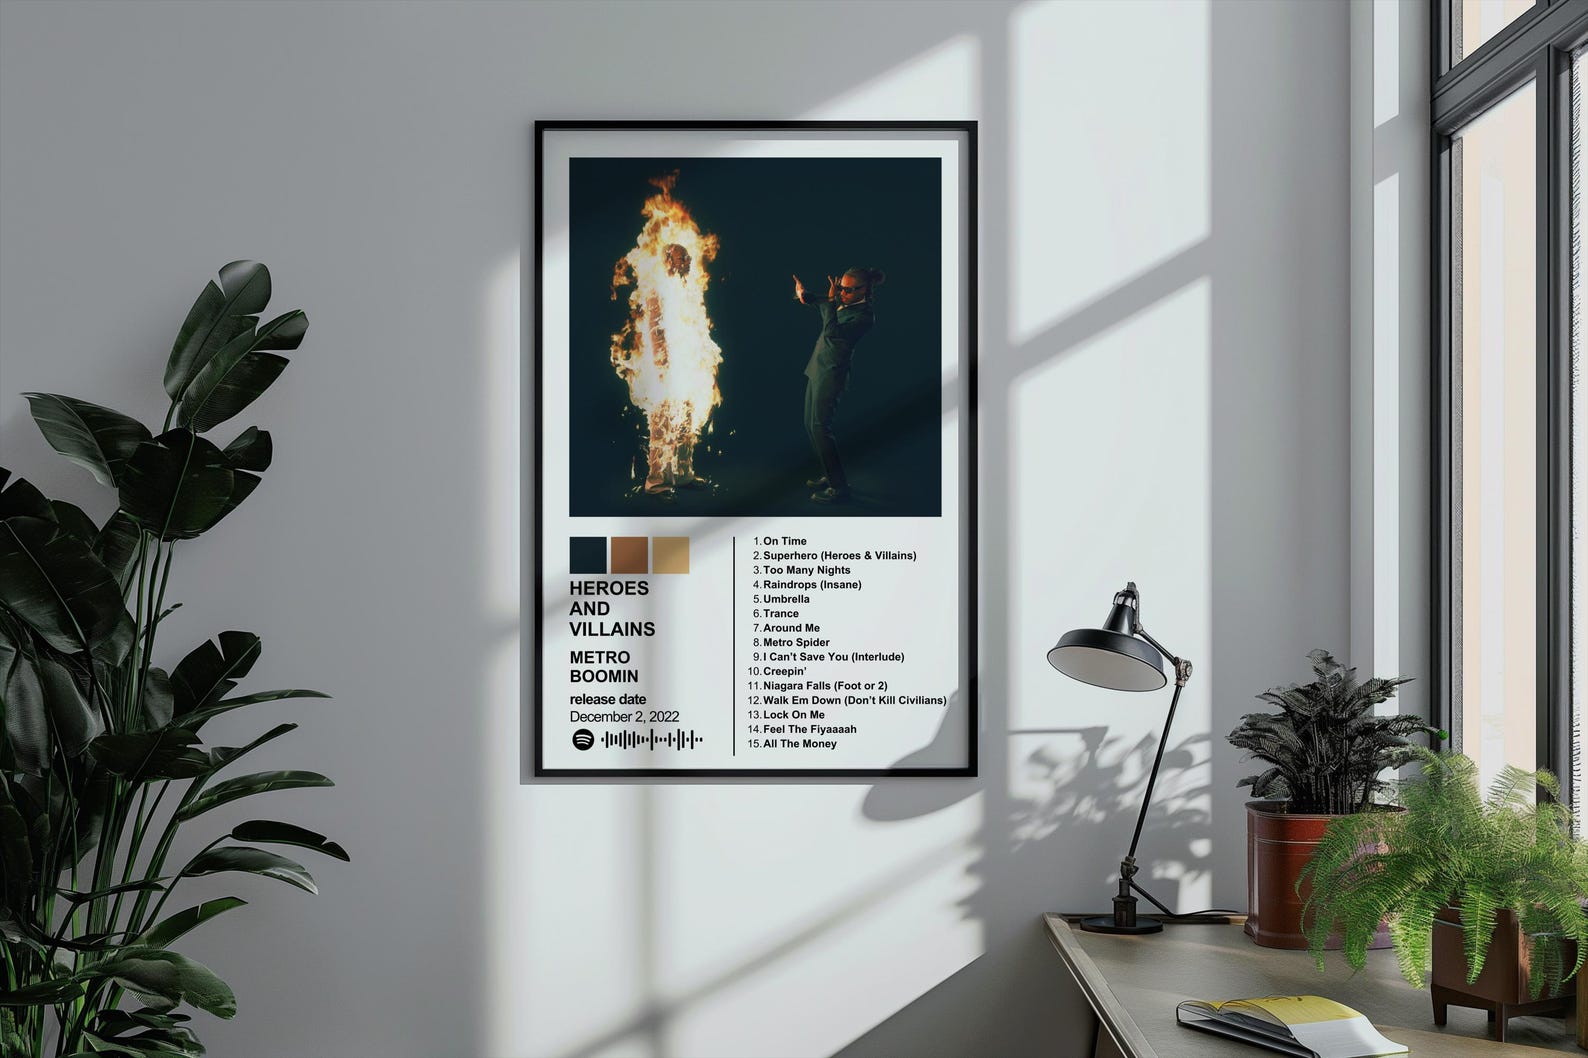 HEROES
AND
VILLAINS
METRO
BOOMIN
release date
December 2, 2022
1. On Time
2. Superhero (Heroes & Villains)
3. Too Many Nights
4. Raindrops (Insane)
5. Umbrella
6. Trance
7. Around Me
8. Metro Spider
9. I Can't Save You (Interlude)
10. Creepin'
11. Niagara Falls (Foot or 2)
12. Walk Em Down (Don't Kill Civilians)
13. Lock On Me
14. Feel The Fiyaaaah
15. All The Money